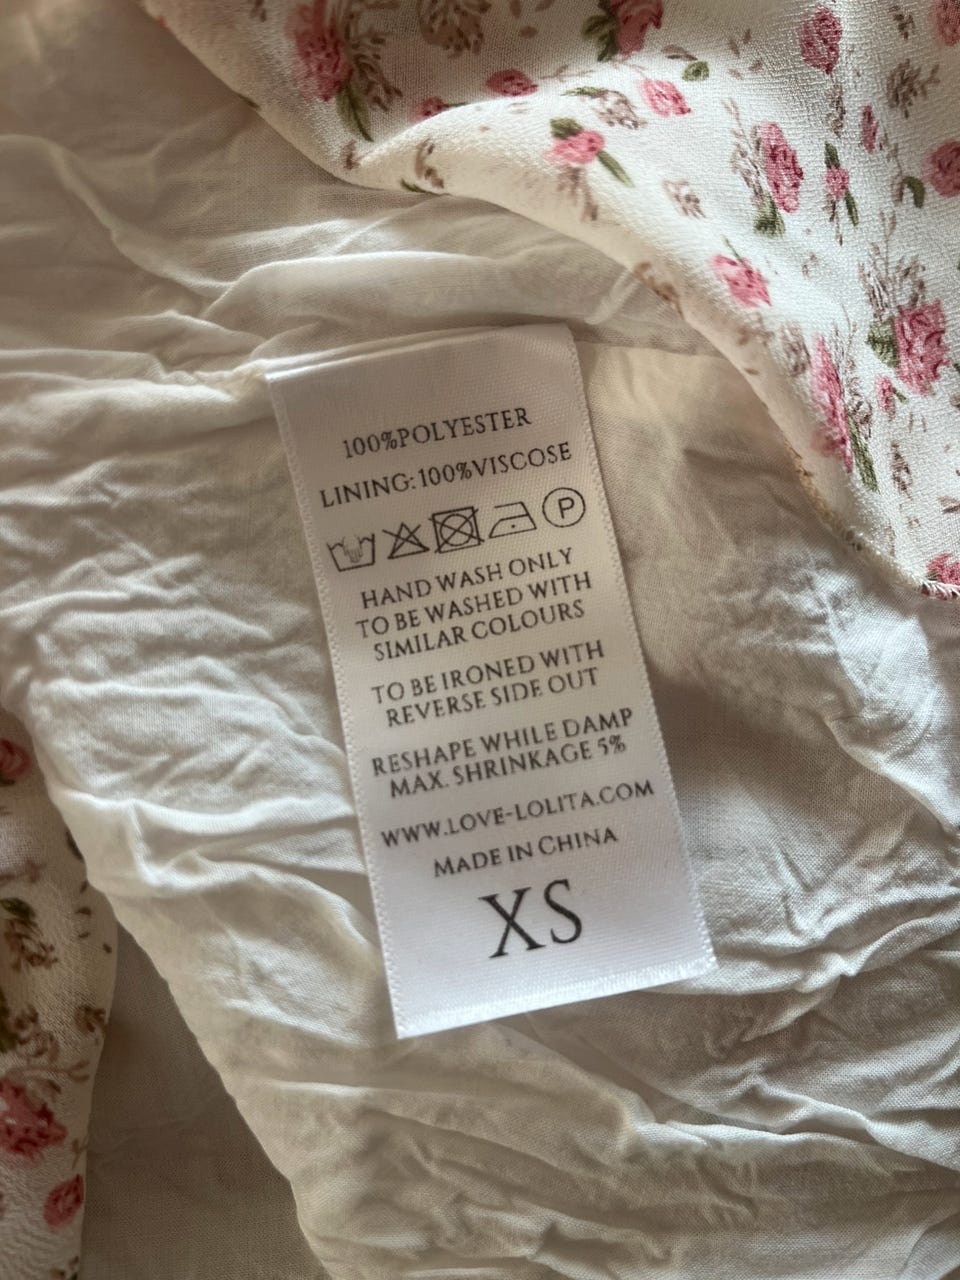 100%POLYESTER
LINING:100%VISCOSE
P
HAND WASH ONLY
TO BE WASHED WITH
SIMILAR COLOURS
TO BE IRONED WITH
REVERSE SIDE OUT
RESHAPE WHILE DAMP
MAX. SHRINKAGE 5%
WWW.LOVE-LOLITA.COM
MADE IN CHINA
XS